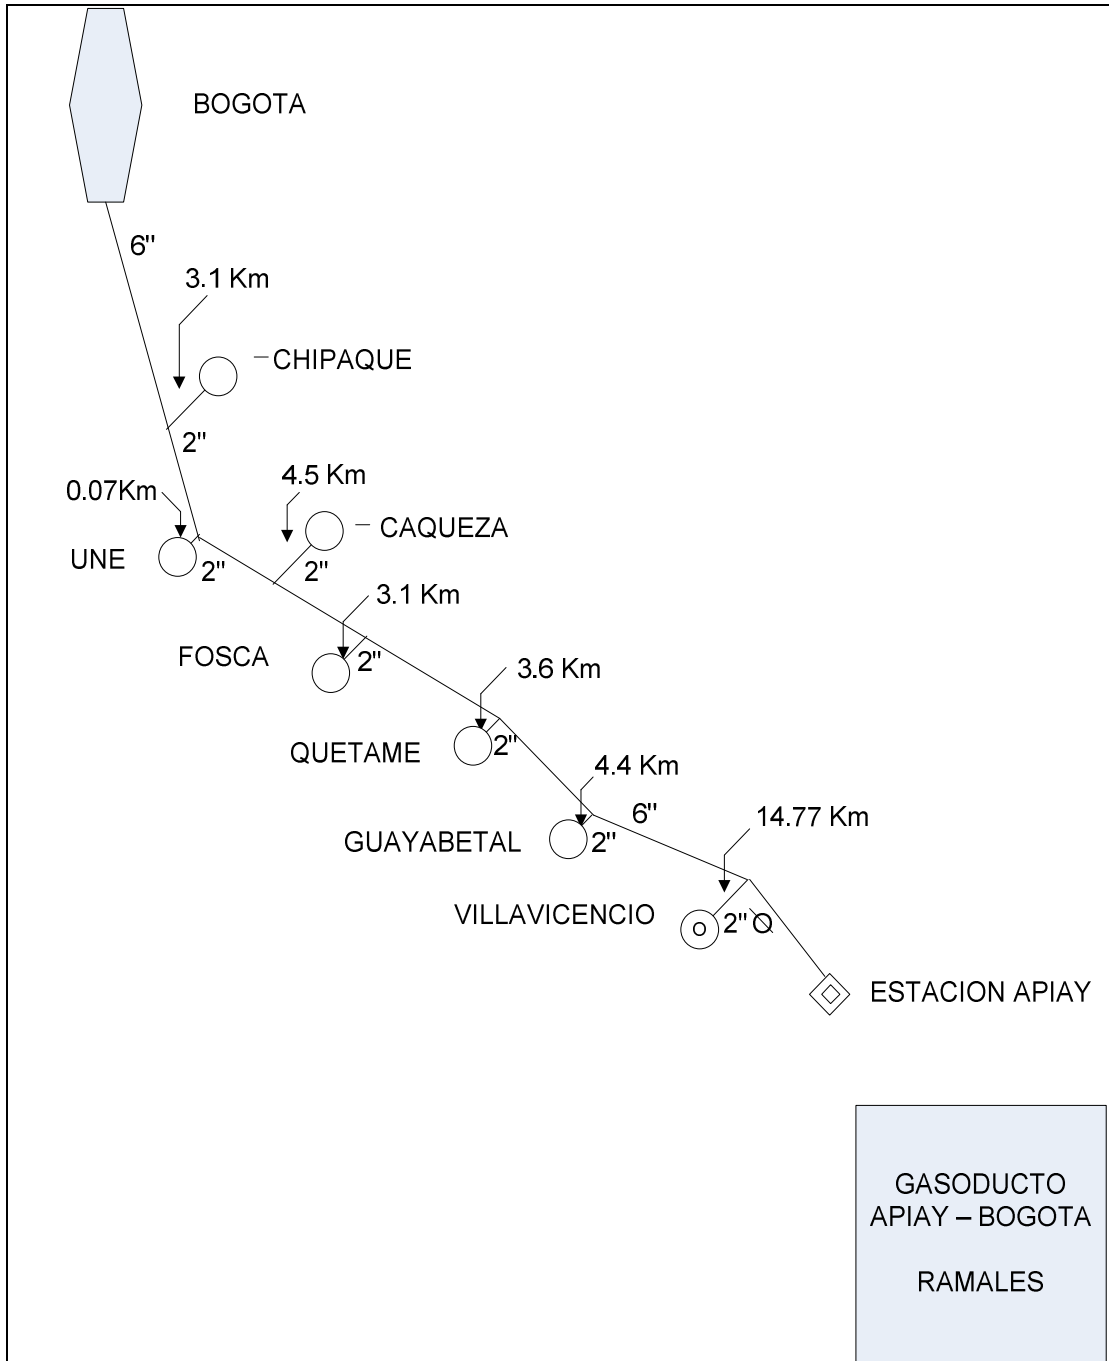 BOGOTA
6"
3.1 Km
CHIPAQUE
2"
4.5 Km
0.07Km
CAQUEZA
UNE
2"
2"
3.1 Km
FOSCA
2"
3.6 Km
QUETAME
2"
4.4 Km
6"
14.77 Km
GUAYABETAL
2"
VILLAVICENCIO
2" Ø
ESTACION APIAY
GASODUCTO
APIAY – BOGOTA
RAMALES